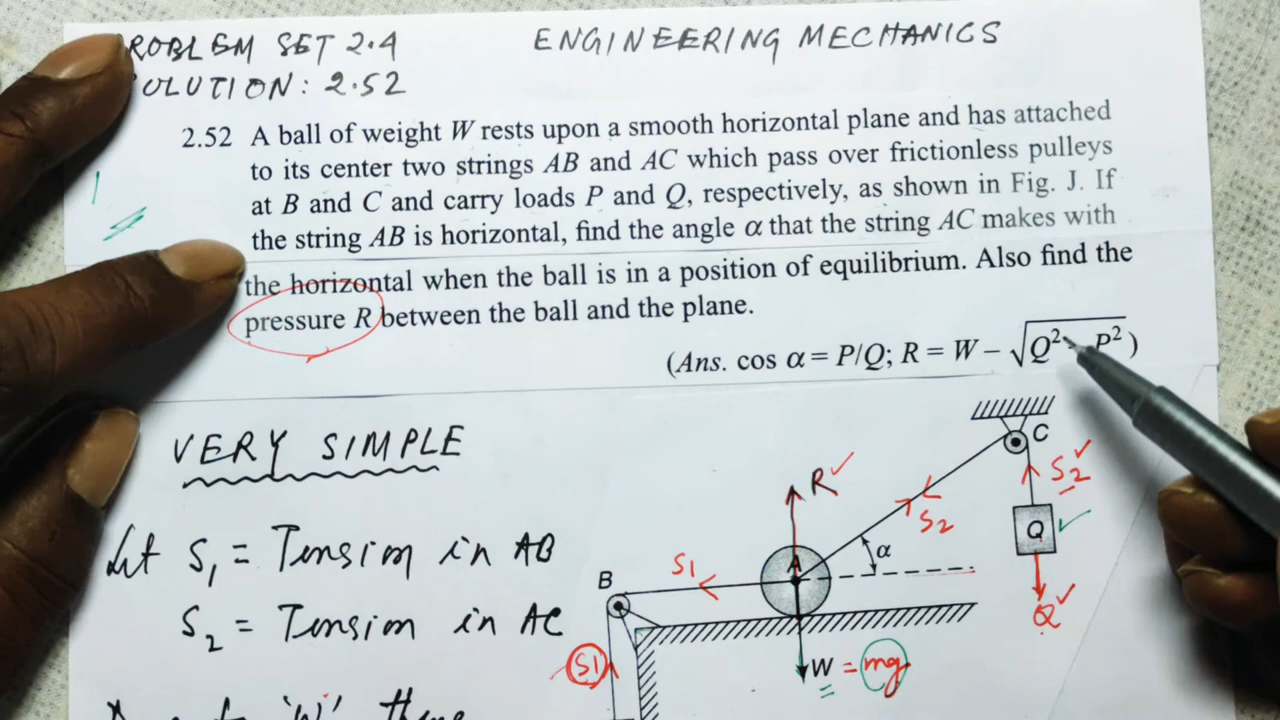 ROBLEM SET 2.4
ENGINEERING MECHANICS
OLUTION: 2.52
2.52 A ball of weight W rests upon a smooth horizontal plane and has attached
to its center two strings AB and AC which pass over frictionless pulleys
at B and C and carry loads P and Q, respectively, as shown in Fig. J. If
the string AB is horizontal, find the angle α that the string AC makes with
the horizontal when the ball is in a position of equilibrium. Also find the
pressure R between the ball and the plane.
(Ans. cos α = P/Q; R = W – √Q² - P²)
VERY SIMPLE
Let S1 = Tension in AB
S2 = Tension in AC
C
R
S2
S2
Q
α
A
S1
B
Q
W = mg
S1
'W'